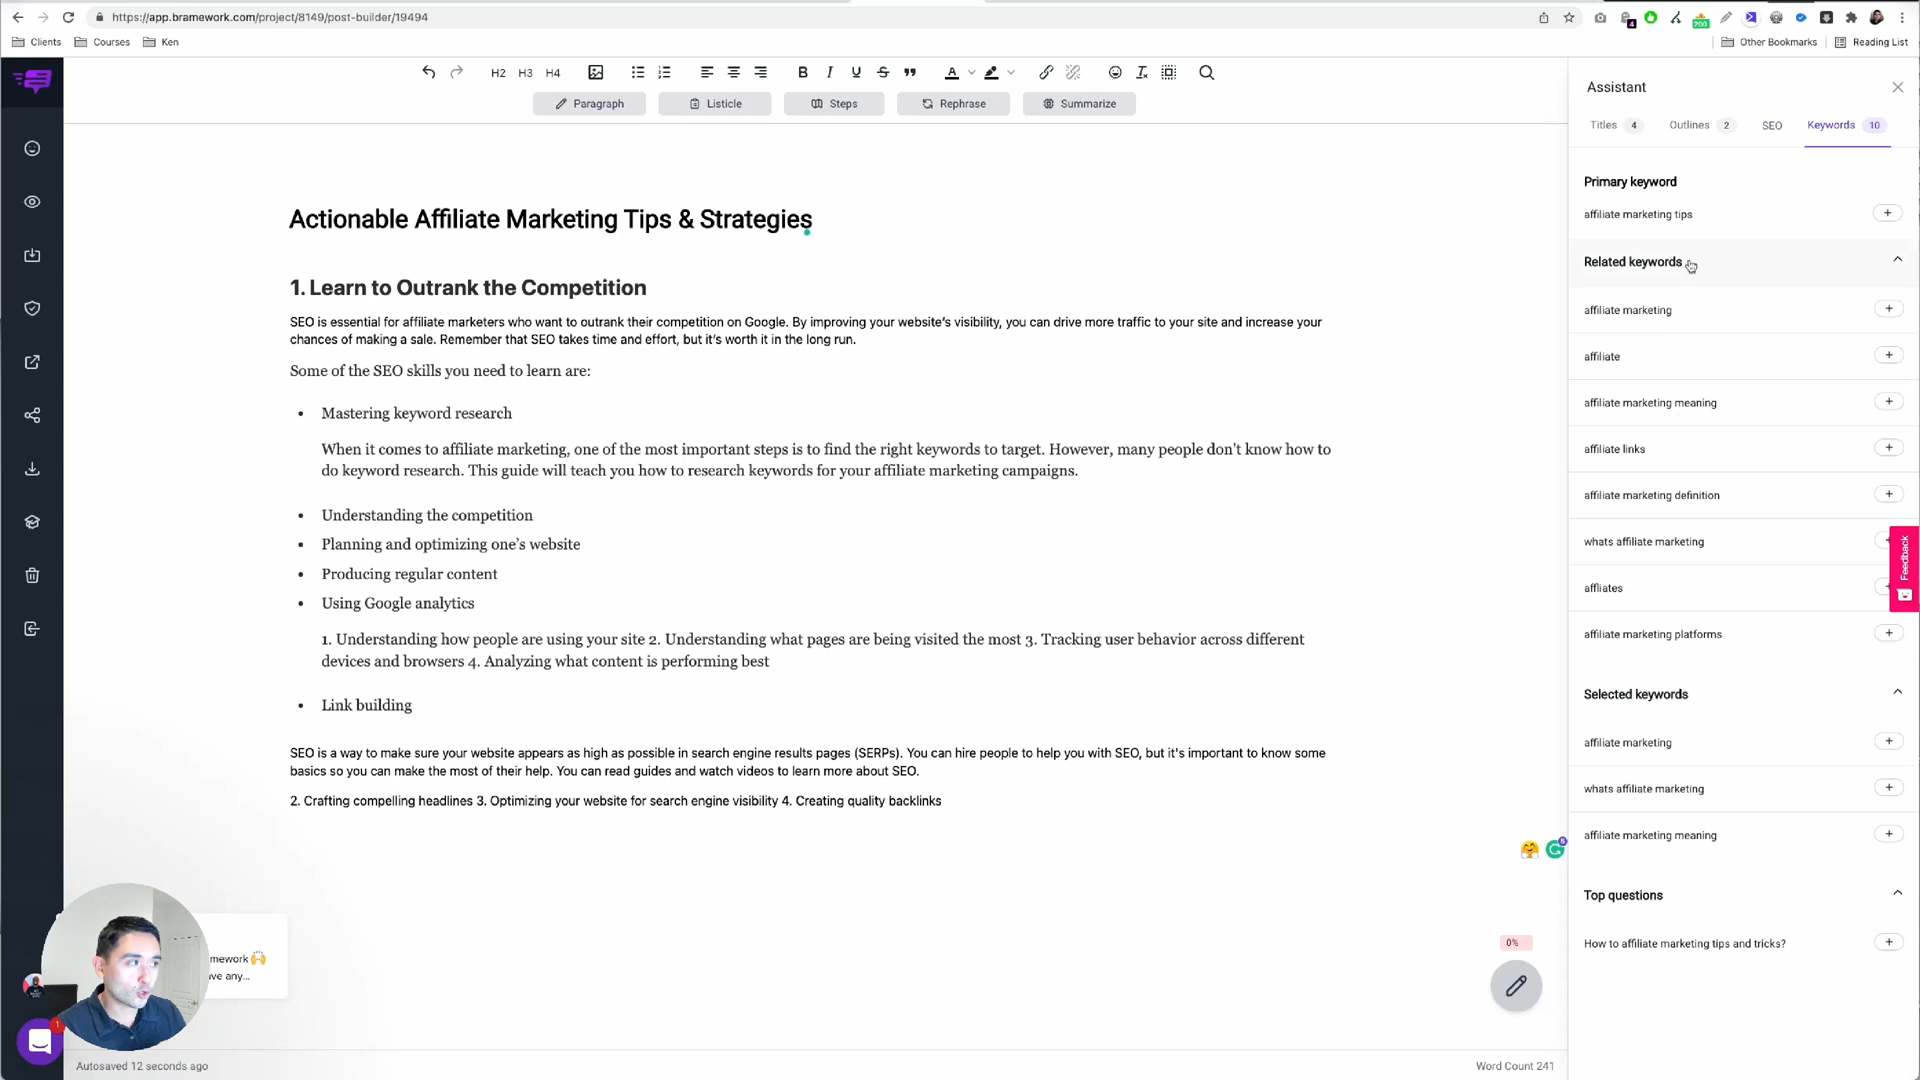 https://app.bramework.com/project/8149/post-builder/19494
4
200
Clients
Courses
Ken
Other Bookmarks
Reading List
H2
H3
H4
B
I
U
S
A
Paragraph
Listicle
Steps
Rephrase
Summarize
Assistant
Titles 4
Outlines 2
SEO
Keywords 10
Actionable Affiliate Marketing Tips & Strategies
1. Learn to Outrank the Competition
SEO is essential for affiliate marketers who want to outrank their competition on Google. By improving your website's visibility, you can drive more traffic to your site and increase your
chances of making a sale. Remember that SEO takes time and effort, but it's worth it in the long run.
Some of the SEO skills you need to learn are:
• Mastering keyword research
When it comes to affiliate marketing, one of the most important steps is to find the right keywords to target. However, many people don't know how to
do keyword research. This guide will teach you how to research keywords for your affiliate marketing campaigns.
• Understanding the competition
• Planning and optimizing one's website
• Producing regular content
• Using Google analytics
1. Understanding how people are using your site 2. Understanding what pages are being visited the most 3. Tracking user behavior across different
devices and browsers 4. Analyzing what content is performing best
• Link building
SEO is a way to make sure your website appears as high as possible in search engine results pages (SERPs). You can hire people to help you with SEO, but it's important to know some
basics so you can make the most of their help. You can read guides and watch videos to learn more about SEO.
2. Crafting compelling headlines 3. Optimizing your website for search engine visibility 4. Creating quality backlinks
Primary keyword
affiliate marketing tips
Related keywords
affiliate marketing
affiliate
affiliate marketing meaning
affiliate links
affiliate marketing definition
whats affiliate marketing
affliates
affiliate marketing platforms
Selected keywords
affiliate marketing
whats affiliate marketing
affiliate marketing meaning
Top questions
How to affiliate marketing tips and tricks?
Feedback
0%
mework
ve any...
1
Autosaved 12 seconds ago
Word Count 241